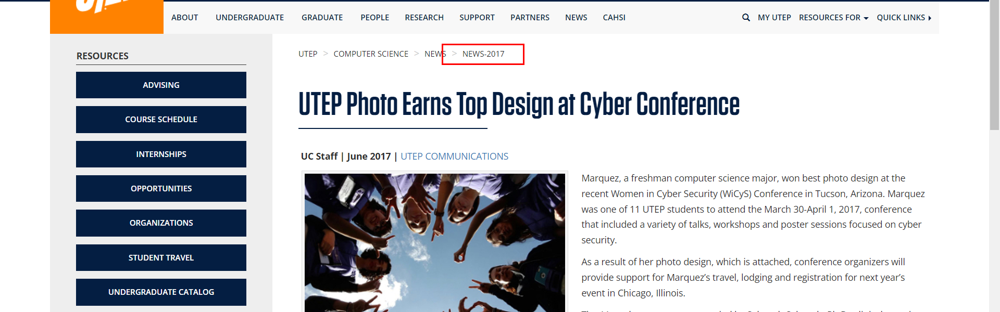 ABOUT UNDERGRADUATE GRADUATE PEOPLE RESEARCH SUPPORT PARTNERS NEWS CAHSI MY UTEP RESOURCES FOR QUICK LINKS
RESOURCES
ADVISING
COURSE SCHEDULE
INTERNSHIPS
OPPORTUNITIES
ORGANIZATIONS
STUDENT TRAVEL
UNDERGRADUATE CATALOG
UTEP > COMPUTER SCIENCE > NEWS > NEWS-2017
UTEP Photo Earns Top Design at Cyber Conference
UC Staff | June 2017 | UTEP COMMUNICATIONS
Marquez, a freshman computer science major, won best photo design at the
recent Women in Cyber Security (WiCyS) Conference in Tucson, Arizona. Marquez
was one of 11 UTEP students to attend the March 30-April 1, 2017, conference
that included a variety of talks, workshops and poster sessions focused on cyber
security.
As a result of her photo design, which is attached, conference organizers will
provide support for Marquez’s travel, lodging and registration for next year’s
event in Chicago, Illinois.